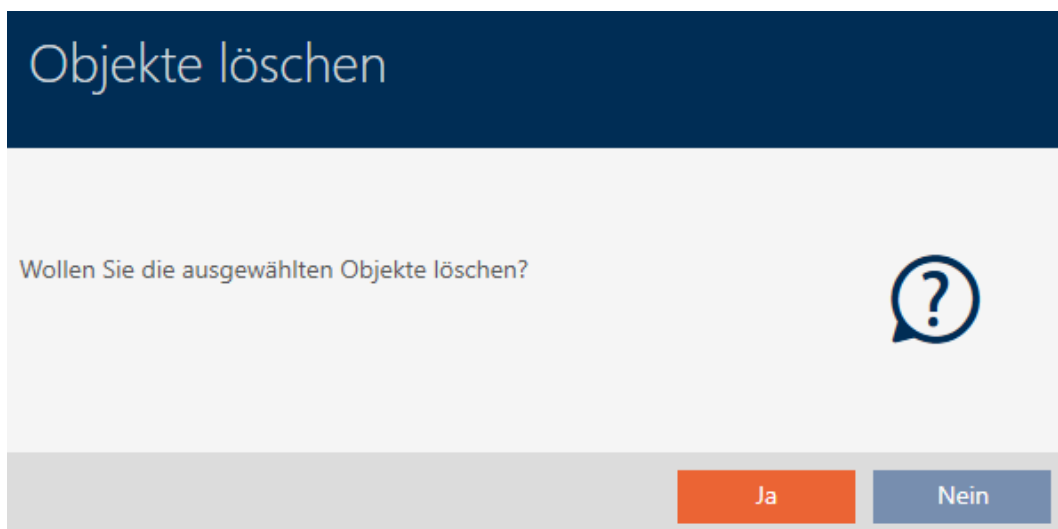 Objekte löschen
Wollen Sie die ausgewählten Objekte löschen?
?
Ja
Nein